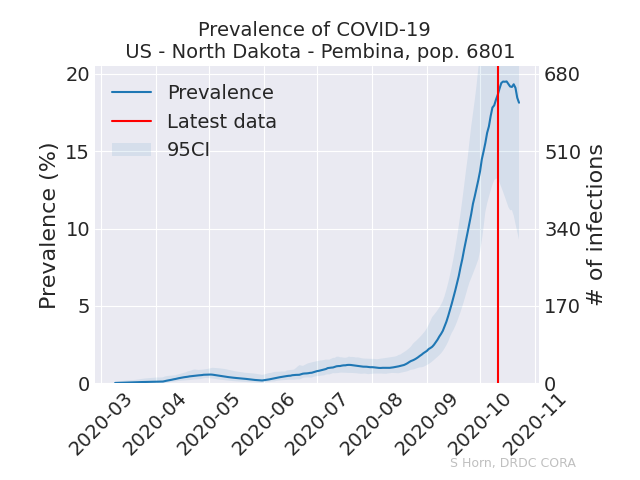 Prevalence of COVID-19
US - North Dakota - Pembina, pop. 6801
Prevalence
Latest data
95CI
Prevalence (%)
20
15
10
5
0
680
510
340
170
0
# of infections
2020-03
2020-04
2020-05
2020-06
2020-07
2020-08
2020-09
2020-10
2020-11
S Horn, DRDC CORA